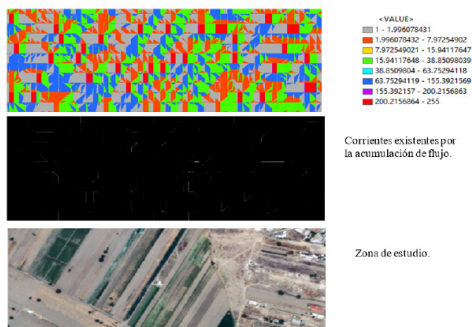 <VALUE>
1 - 1.996078431
1.996078432 - 7.97254902
7.972549021 - 15.94117647
15.94117648 - 38.85098039
38.8509804 - 63.75294118
63.75294119 - 155.3921569
155.392157 - 200.2156863
200.2156864 - 255
Corrientes existentes por
la acumulación de flujo.
Zona de estudio.